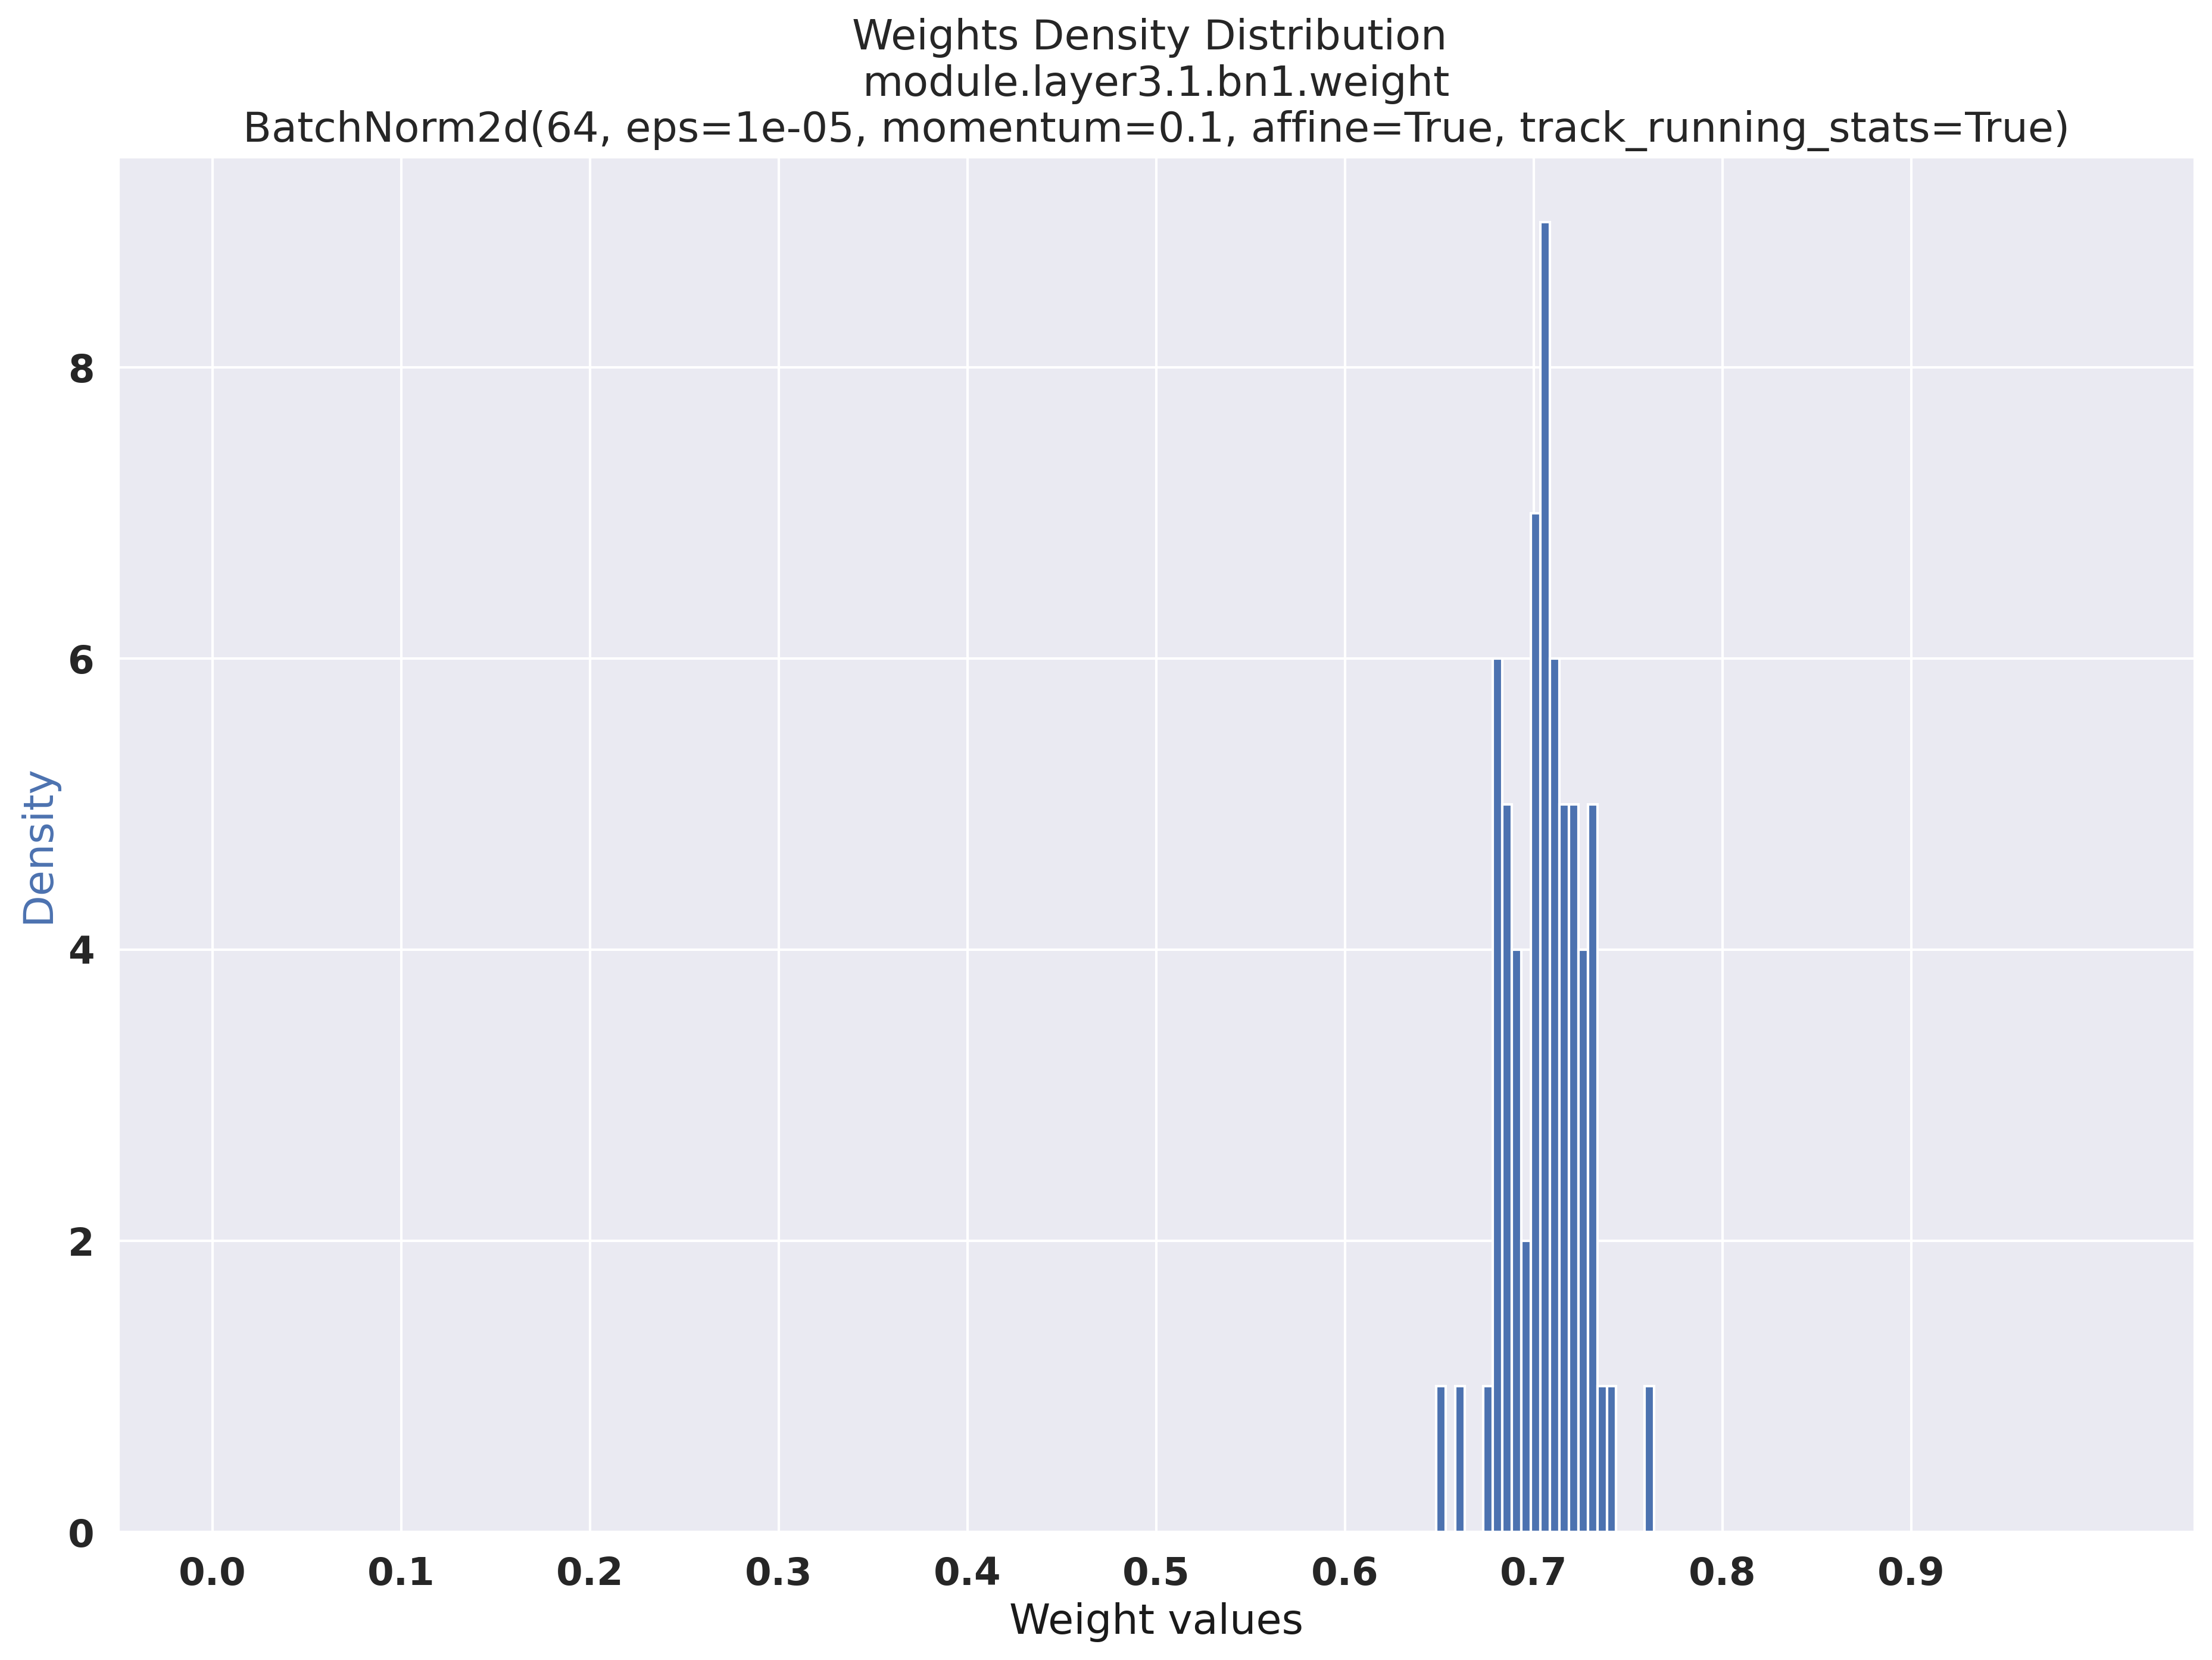 Weights Density Distribution
module.layer3.1.bn1.weight
BatchNorm2d(64, eps=1e-05, momentum=0.1, affine=True, track_running_stats=True)
8
6
4
2
0
Density
0.0 0.1 0.2 0.3 0.4 0.5 0.6 0.7 0.8 0.9
Weight values